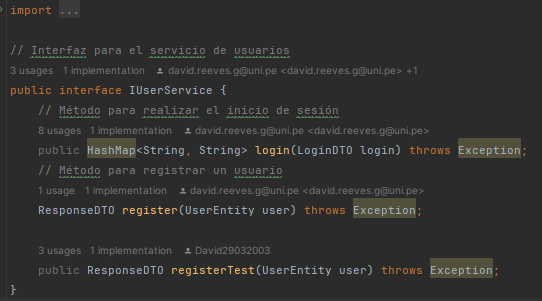 import ...
// Interfaz para el servicio de usuarios
3 usages 1 implementation david.reeves.g@uni.pe <david.reeves.g@uni.pe> +1
public interface IUserService {
// Método para realizar el inicio de sesión
8 usages 1 implementation david.reeves.g@uni.pe <david.reeves.g@uni.pe>
public HashMap<String, String> login(LoginDTO login) throws Exception;
// Método para registrar un usuario
1 usage 1 implementation david.reeves.g@uni.pe <david.reeves.g@uni.pe>
ResponseDTO register(UserEntity user) throws Exception;
3 usages 1 implementation David29032003
public ResponseDTO registerTest(UserEntity user) throws Exception;
}